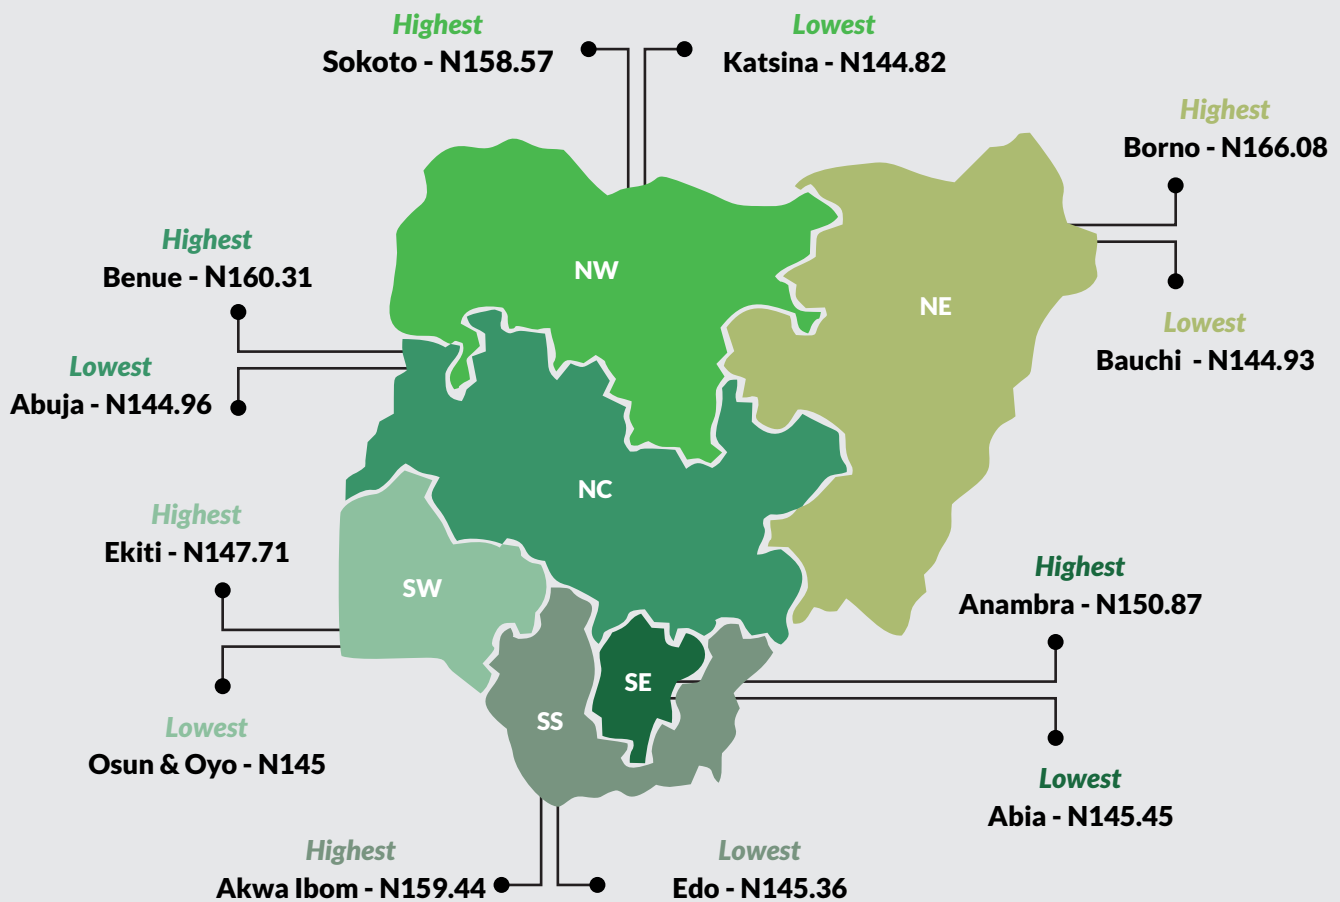 Highest
Sokoto - N158.57
Lowest
Katsina - N144.82
Highest
Borno - N166.08
Lowest
Bauchi - N144.93
Highest
Benue - N160.31
Lowest
Abuja - N144.96
NW
NE
NC
Highest
Ekiti - N147.71
Lowest
Osun & Oyo - N145
SW
SS
SE
Highest
Anambra - N150.87
Lowest
Abia - N145.45
Highest
Akwa Ibom - N159.44
Lowest
Edo - N145.36